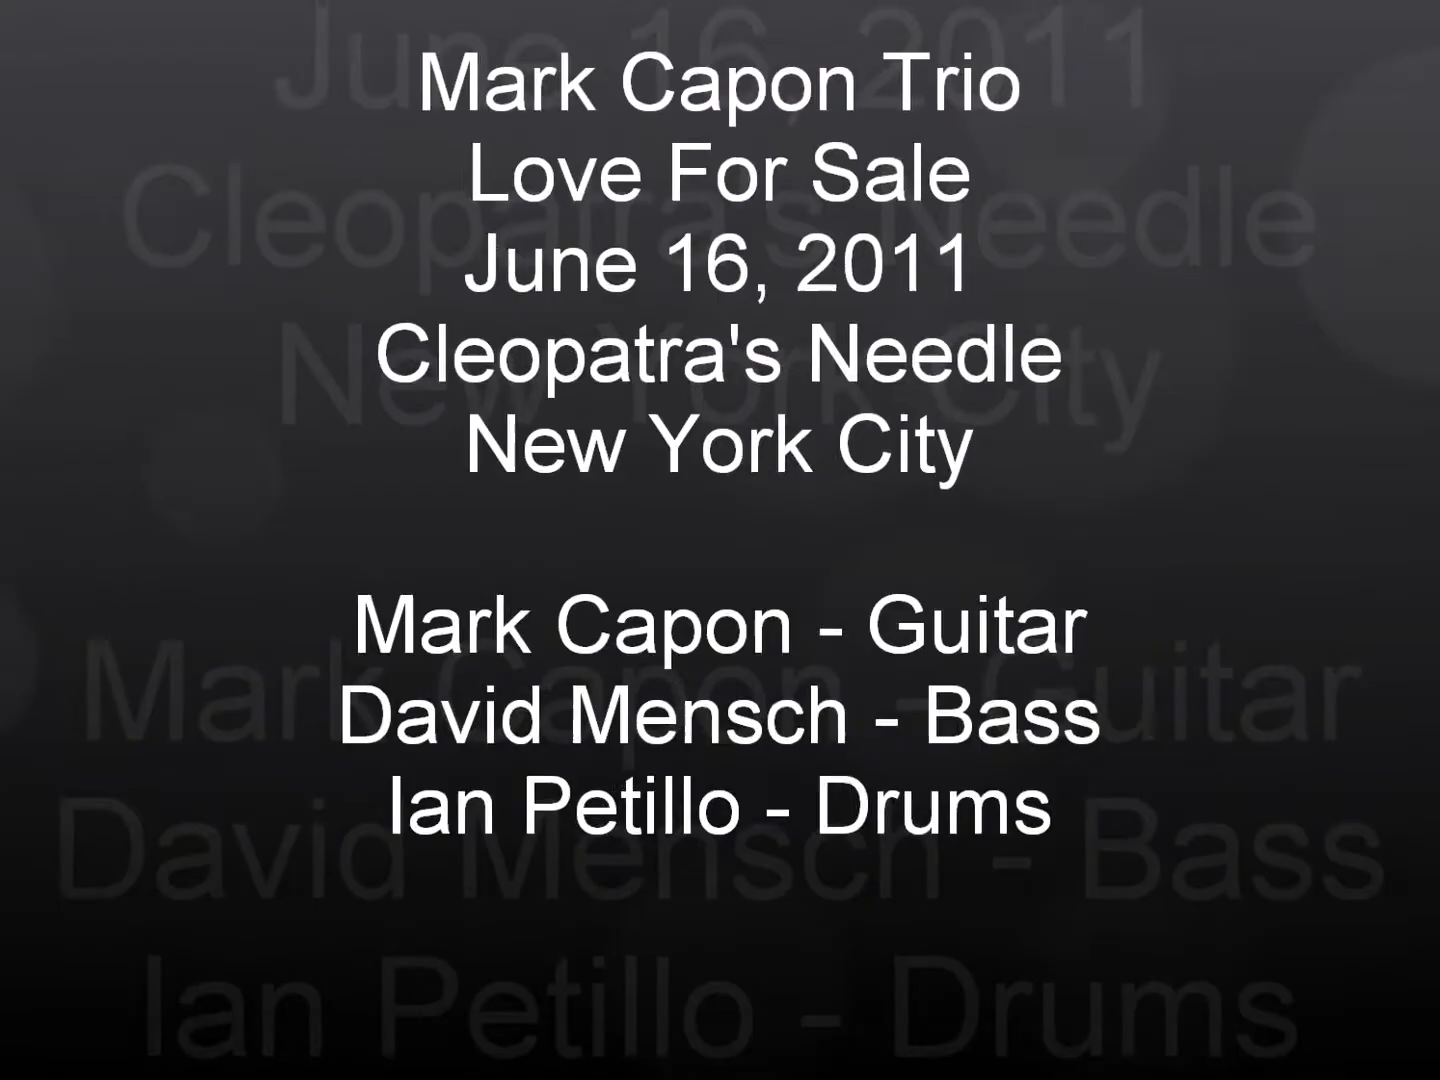 Mark Capon Trio
Love For Sale
June 16, 2011
Cleopatra's Needle
New York City
Mark Capon - Guitar
David Mensch - Bass
Ian Petillo - Drums